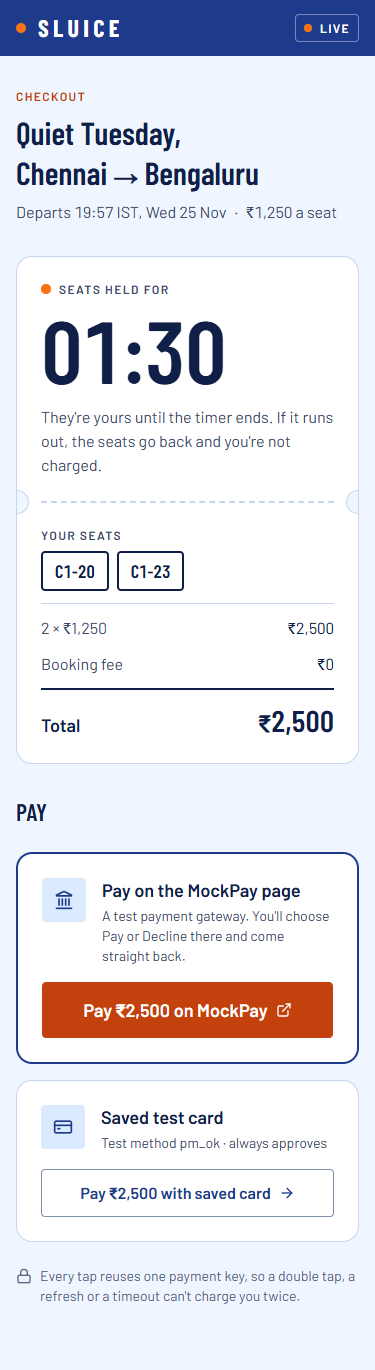 SLUICE
LIVE
CHECKOUT
Quiet Tuesday,
Chennai → Bengaluru
Departs 19:57 IST, Wed 25 Nov · ₹1,250 a seat
SEATS HELD FOR
01:30
They're yours until the timer ends. If it runs
out, the seats go back and you're not
charged.
YOUR SEATS
C1-20 C1-23
2 × ₹1,250 ₹2,500
Booking fee ₹0
Total ₹2,500
PAY
Pay on the MockPay page
A test payment gateway. You'll choose
Pay or Decline there and come
straight back.
Pay ₹2,500 on MockPay
Saved test card
Test method pm_ok · always approves
Pay ₹2,500 with saved card →
Every tap reuses one payment key, so a double tap, a
refresh or a timeout can't charge you twice.